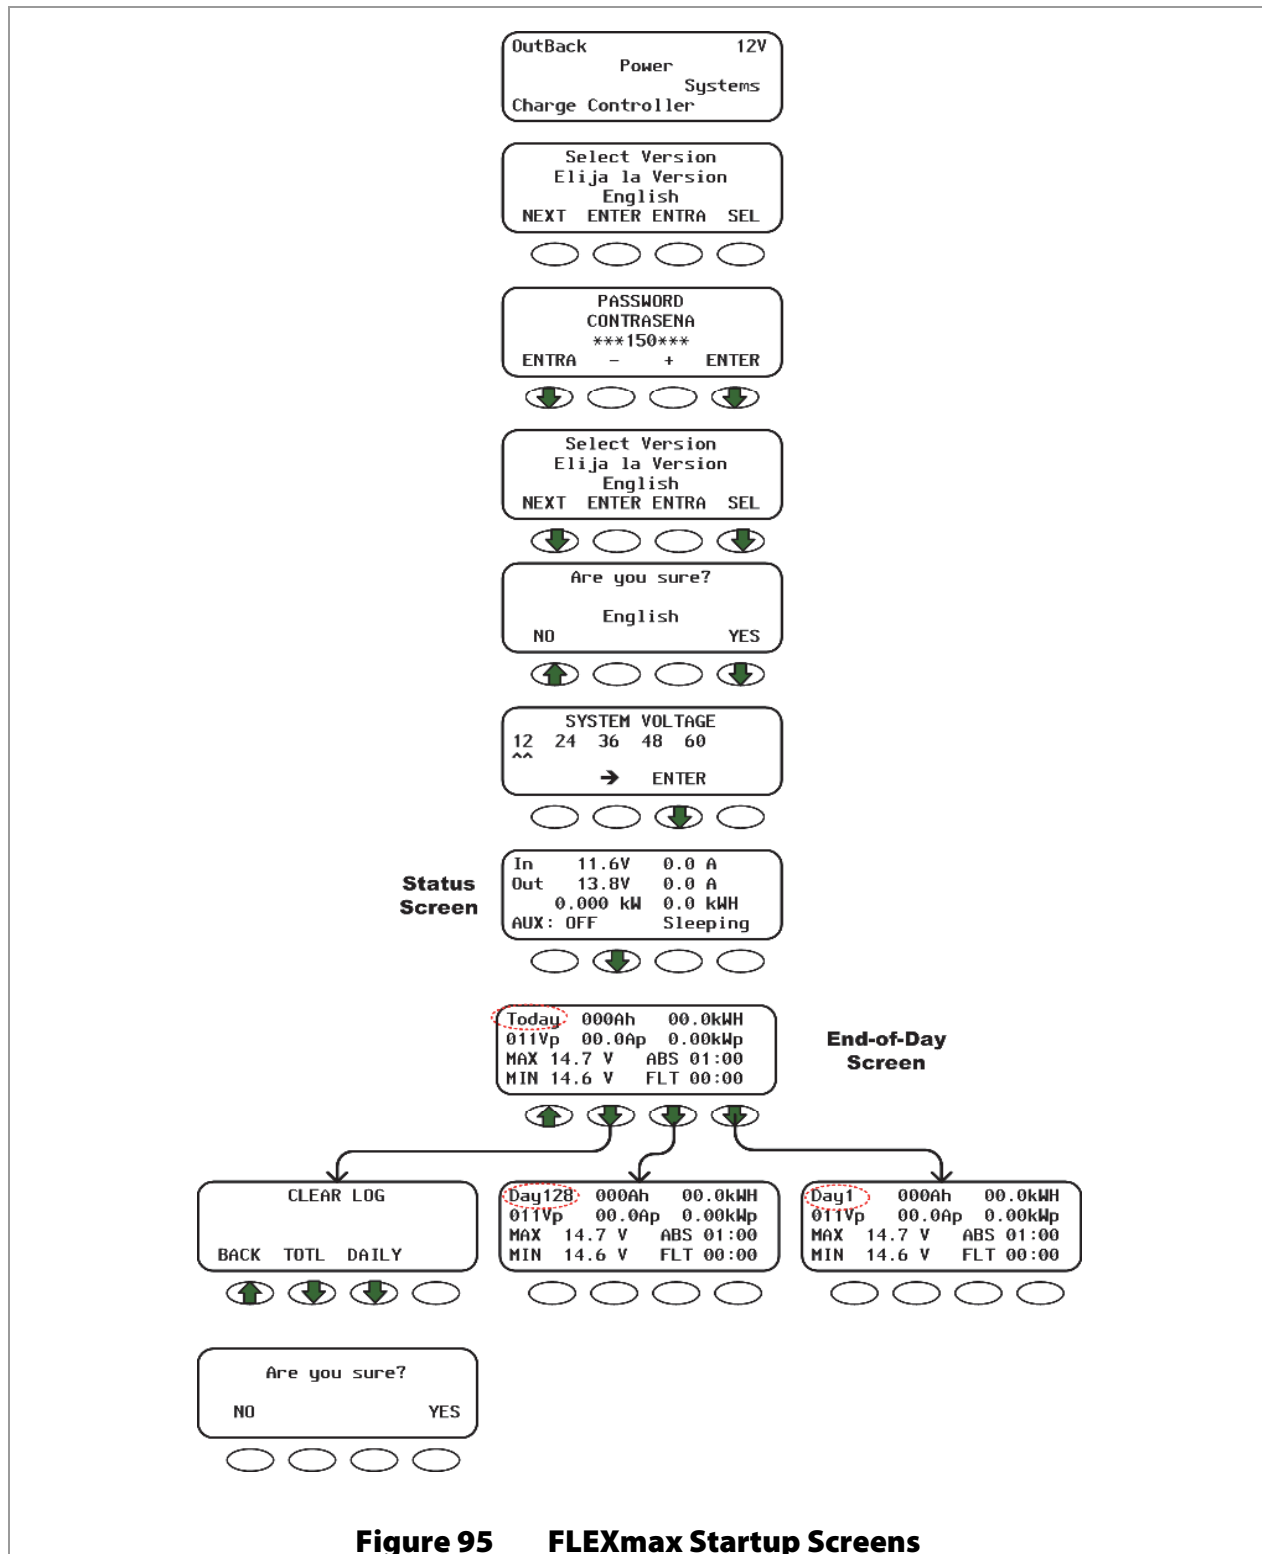 OutBack 12V
Power
Systems
Charge Controller
Select Version
Elija la Version
English
NEXT ENTER ENTRA SEL
PASSWORD
CONTRASENA
***150***
ENTRA - + ENTER
Select Version
Elija la Version
English
NEXT ENTER ENTRA SEL
Are you sure?
English
NO YES
SYSTEM VOLTAGE
12 24 36 48 60
^^
➔ ENTER
Status
Screen
In 11.6V 0.0 A
Out 13.8V 0.0 A
0.000 kW 0.0 kWH
AUX: OFF Sleeping
Today 000Ah 00.0kWH
011Vp 00.0Ap 0.00kWp
MAX 14.7 V ABS 01:00
MIN 14.6 V FLT 00:00
End-of-Day
Screen
CLEAR LOG
BACK TOTL DAILY
Day128 000Ah 00.0kWH
011Vp 00.0Ap 0.00kWp
MAX 14.7 V ABS 01:00
MIN 14.6 V FLT 00:00
Day1 000Ah 00.0kWH
011Vp 00.0Ap 0.00kWp
MAX 14.7 V ABS 01:00
MIN 14.6 V FLT 00:00
Are you sure?
NO YES
Figure 95 FLEXmax Startup Screens